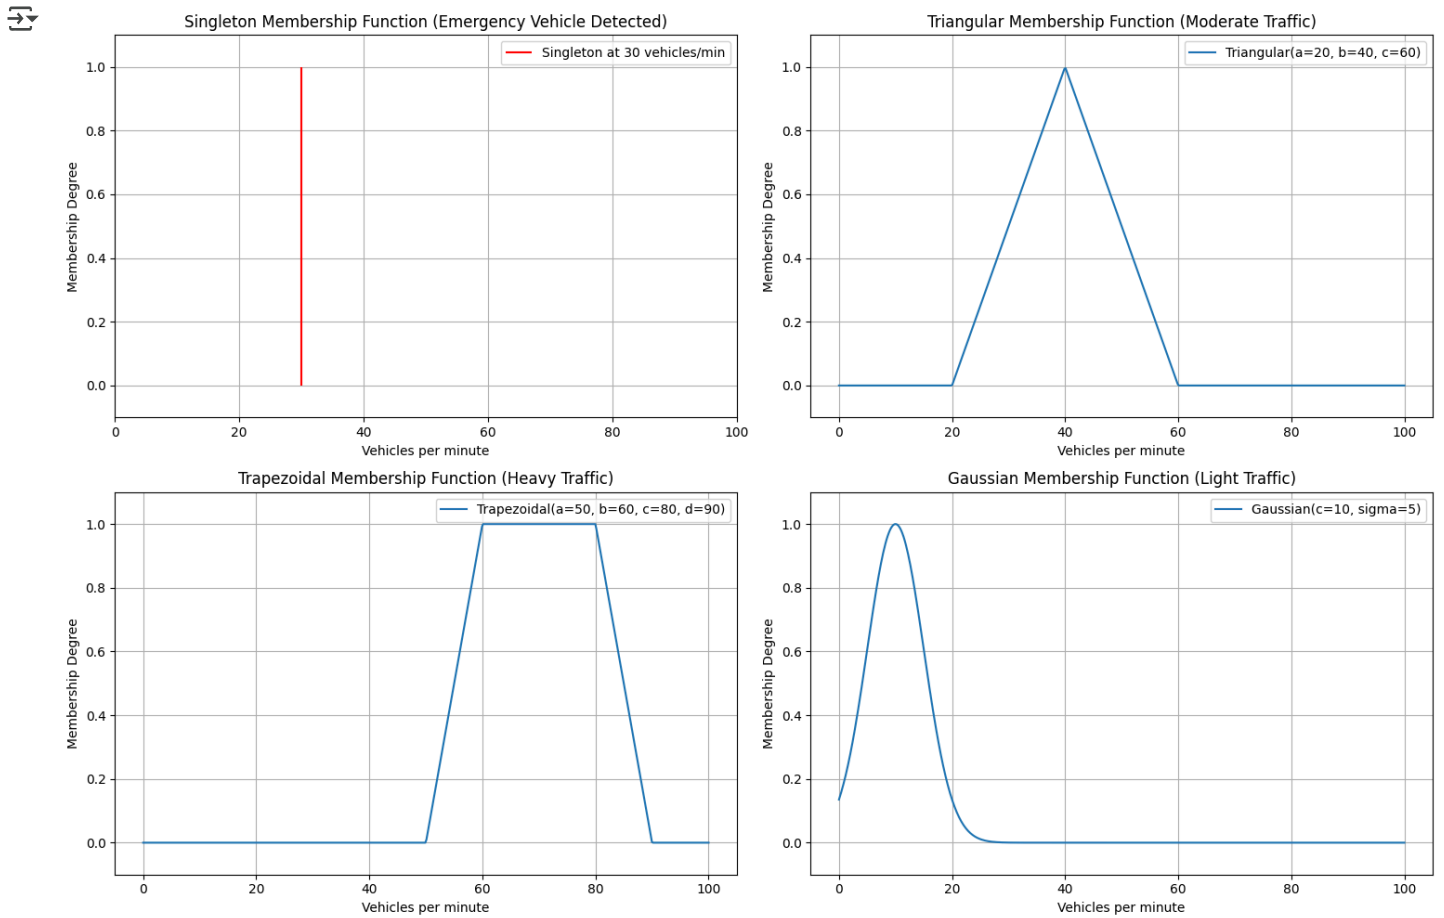 Singleton Membership Function (Emergency Vehicle Detected)
Singleton at 30 vehicles/min
1.0
0.8
0.6
0.4
0.2
0.0
Membership Degree
0 20 40 60 80 100
Vehicles per minute
Triangular Membership Function (Moderate Traffic)
Triangular(a=20, b=40, c=60)
1.0
0.8
0.6
0.4
0.2
0.0
Membership Degree
0 20 40 60 80 100
Vehicles per minute
Trapezoidal Membership Function (Heavy Traffic)
Trapezoidal(a=50, b=60, c=80, d=90)
1.0
0.8
0.6
0.4
0.2
0.0
Membership Degree
0 20 40 60 80 100
Vehicles per minute
Gaussian Membership Function (Light Traffic)
Gaussian(c=10, sigma=5)
1.0
0.8
0.6
0.4
0.2
0.0
Membership Degree
0 20 40 60 80 100
Vehicles per minute